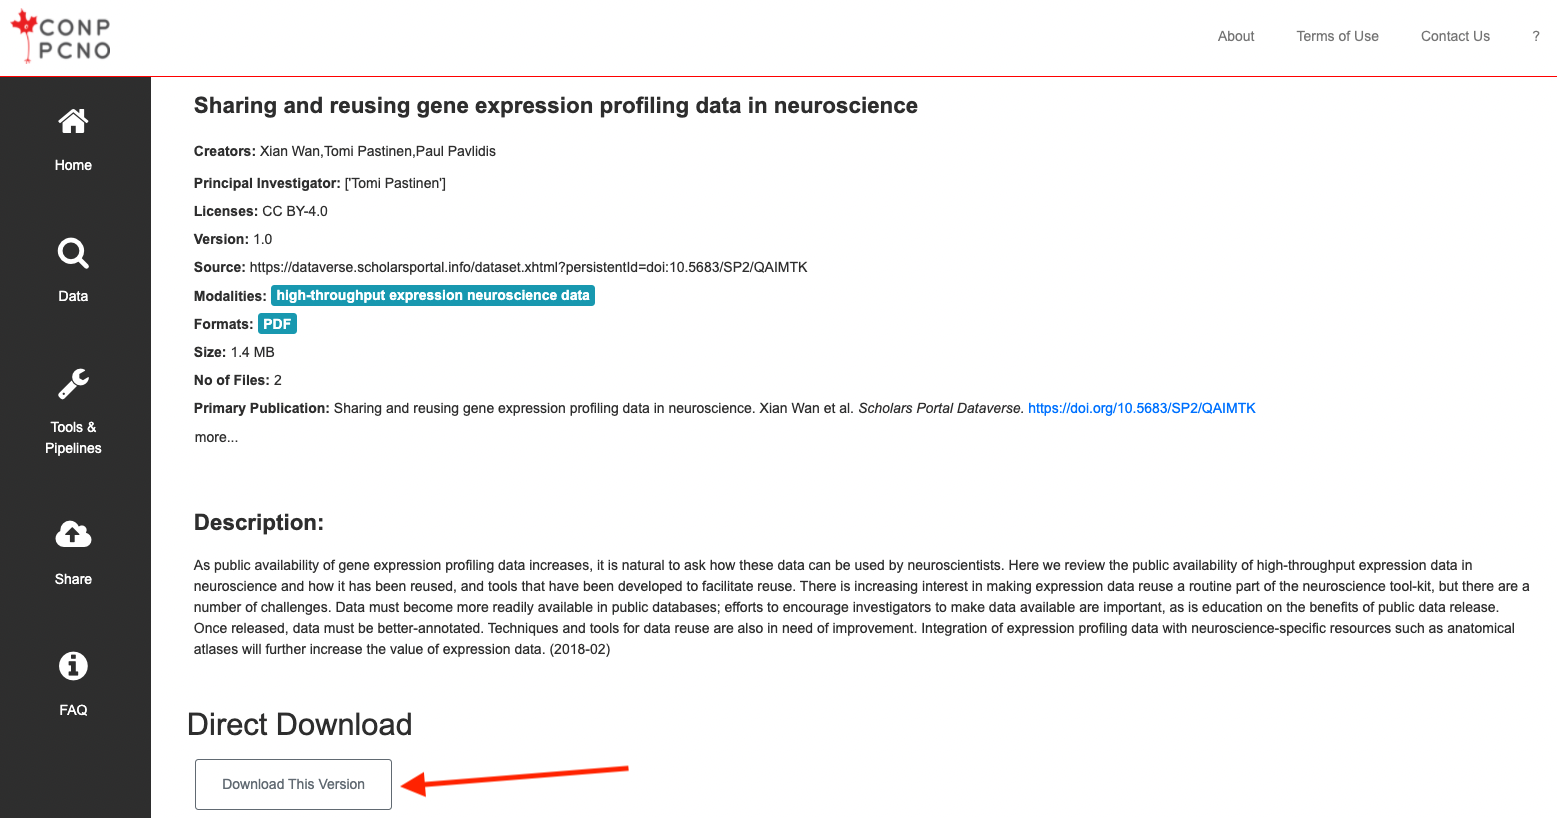 CONP
PCNO
About
Terms of Use
Contact Us
?
Home
Data
Tools &
Pipelines
Share
FAQ
Sharing and reusing gene expression profiling data in neuroscience
Creators: Xian Wan,Tomi Pastinen,Paul Pavlidis
Principal Investigator: ['Tomi Pastinen']
Licenses: CC BY-4.0
Version: 1.0
Source: https://dataverse.scholarsportal.info/dataset.xhtml?persistentId=doi:10.5683/SP2/QAIMTK
Modalities: high-throughput expression neuroscience data
Formats: PDF
Size: 1.4 MB
No of Files: 2
Primary Publication: Sharing and reusing gene expression profiling data in neuroscience. Xian Wan et al. Scholars Portal Dataverse. https://doi.org/10.5683/SP2/QAIMTK
more...
Description:
As public availability of gene expression profiling data increases, it is natural to ask how these data can be used by neuroscientists. Here we review the public availability of high-throughput expression data in
neuroscience and how it has been reused, and tools that have been developed to facilitate reuse. There is increasing interest in making expression data reuse a routine part of the neuroscience tool-kit, but there are a
number of challenges. Data must become more readily available in public databases; efforts to encourage investigators to make data available are important, as is education on the benefits of public data release.
Once released, data must be better-annotated. Techniques and tools for data reuse are also in need of improvement. Integration of expression profiling data with neuroscience-specific resources such as anatomical
atlases will further increase the value of expression data. (2018-02)
Direct Download
Download This Version